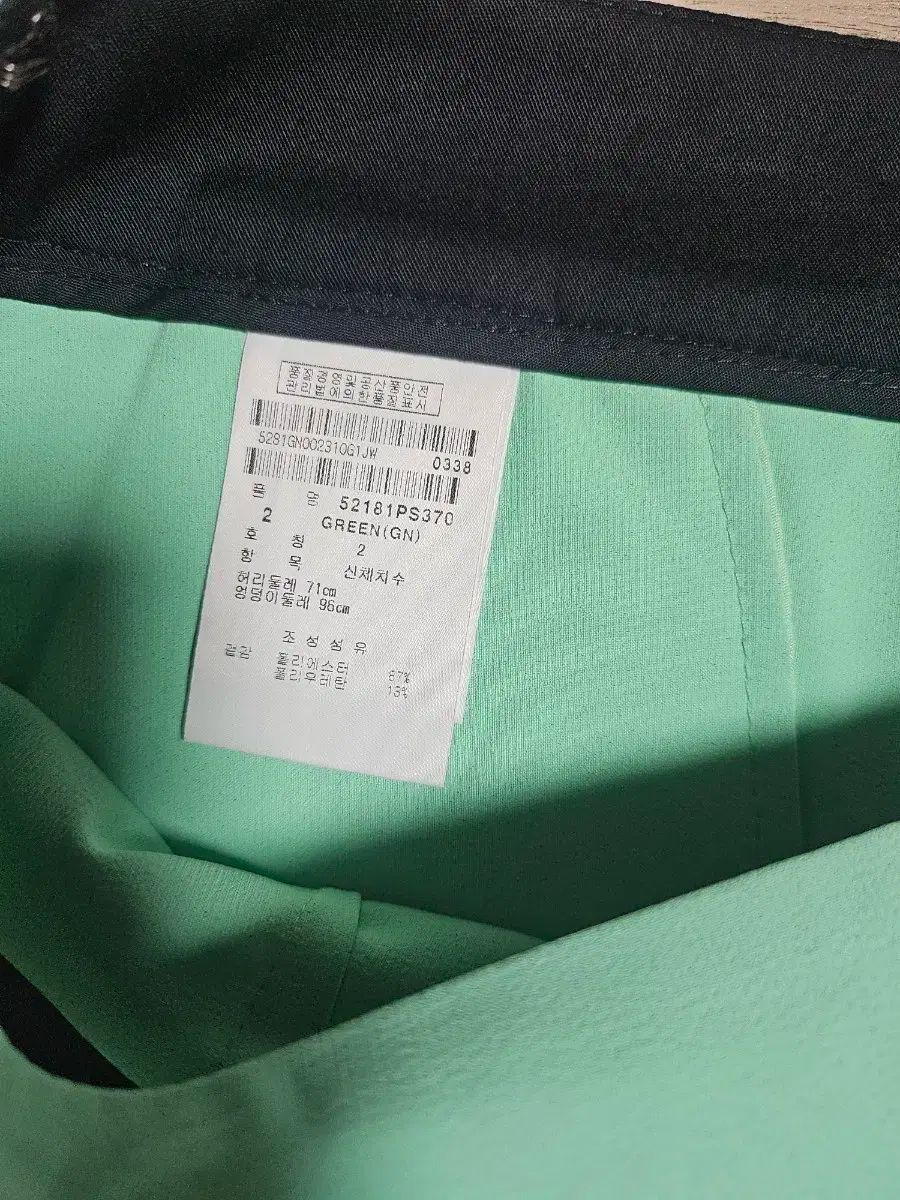 품질경영및공산품안전
관리법에의한품질표시
5281GN002310G1JW
0338
품 명 52181PS370
2 GREEN(GN)
호 칭 2
항 목 신체치수
허리둘레 71cm
엉덩이둘레 96cm
조성섬유
겉감 폴리에스터 87%
폴리우레탄 13%